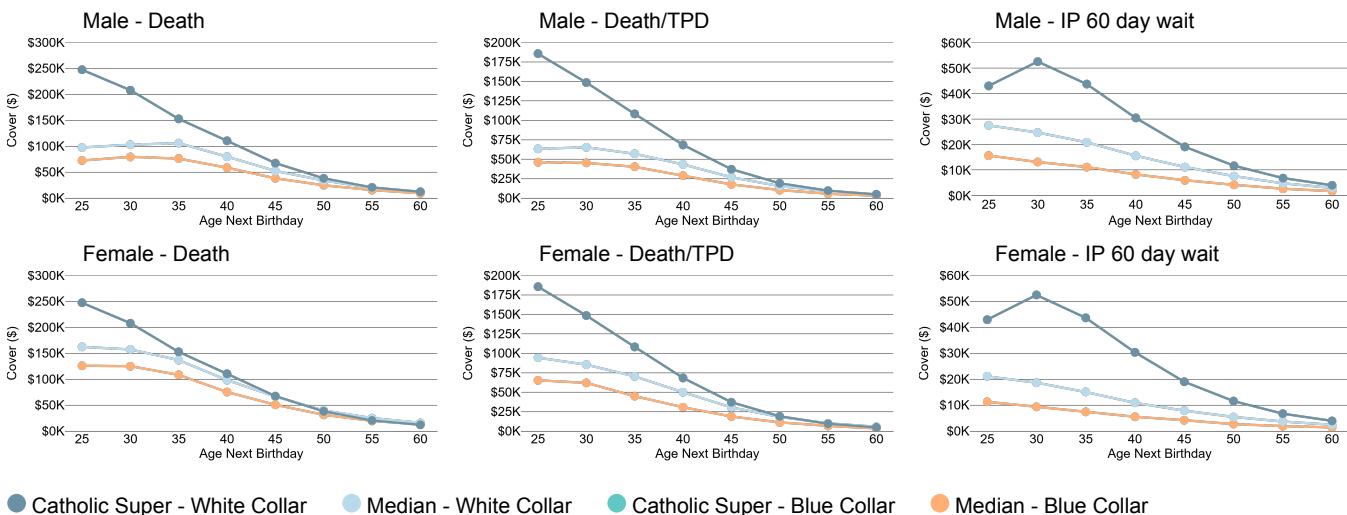 Male - Death
$300K
$250K
$200K
$150K
$100K
$50K
$0K
Cover ($)
25 30 35 40 45 50 55 60
Age Next Birthday
Male - Death/TPD
$200K
$175K
$150K
$125K
$100K
$75K
$50K
$25K
$0K
Cover ($)
25 30 35 40 45 50 55 60
Age Next Birthday
Male - IP 60 day wait
$60K
$50K
$40K
$30K
$20K
$10K
$0K
Cover ($)
25 30 35 40 45 50 55 60
Age Next Birthday
Female - Death
$300K
$250K
$200K
$150K
$100K
$50K
$0K
Cover ($)
25 30 35 40 45 50 55 60
Age Next Birthday
Female - Death/TPD
$200K
$175K
$150K
$125K
$100K
$75K
$50K
$25K
$0K
Cover ($)
25 30 35 40 45 50 55 60
Age Next Birthday
Female - IP 60 day wait
$60K
$50K
$40K
$30K
$20K
$10K
$0K
Cover ($)
25 30 35 40 45 50 55 60
Age Next Birthday
Catholic Super - White Collar Median - White Collar Catholic Super - Blue Collar Median - Blue Collar